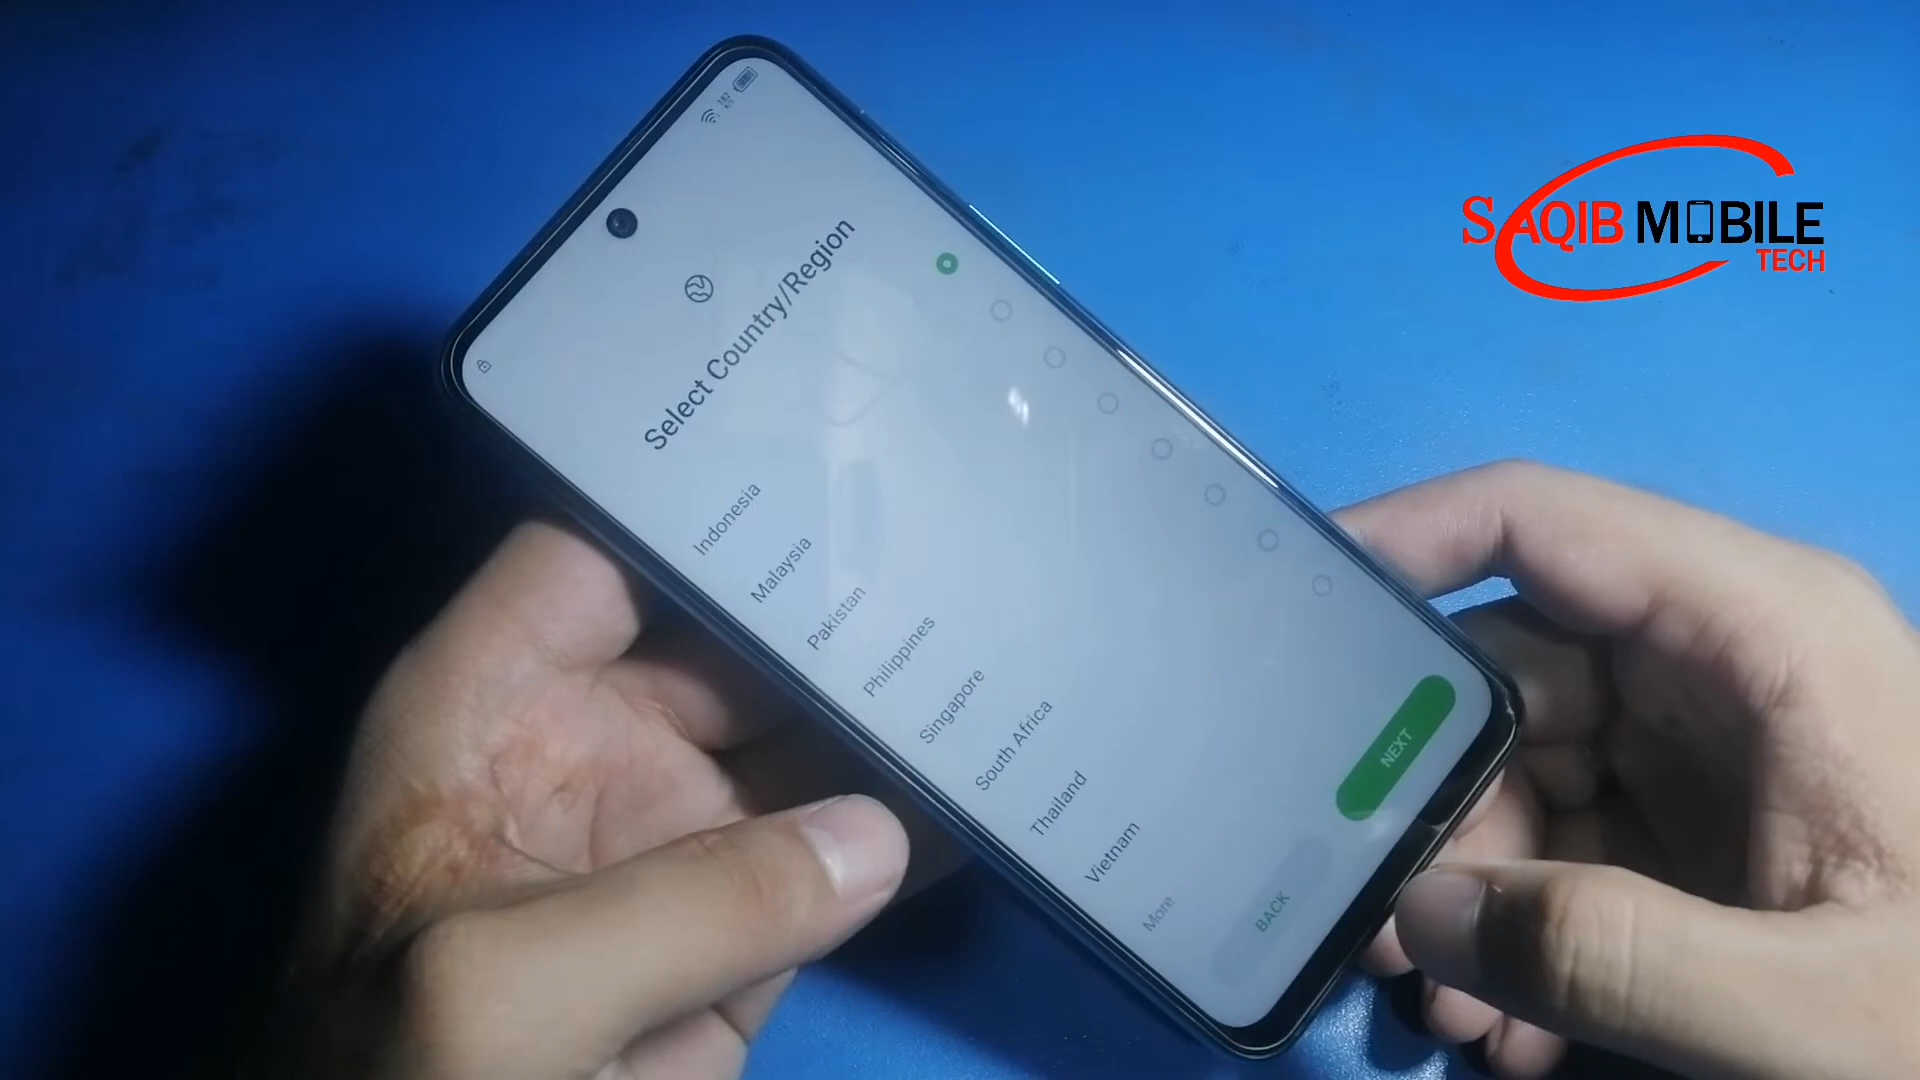 SAQIB MOBILE
TECH
Select Country/Region
Indonesia
Malaysia
Pakistan
Philippines
Singapore
South Africa
Thailand
Vietnam
More
BACK
NEXT